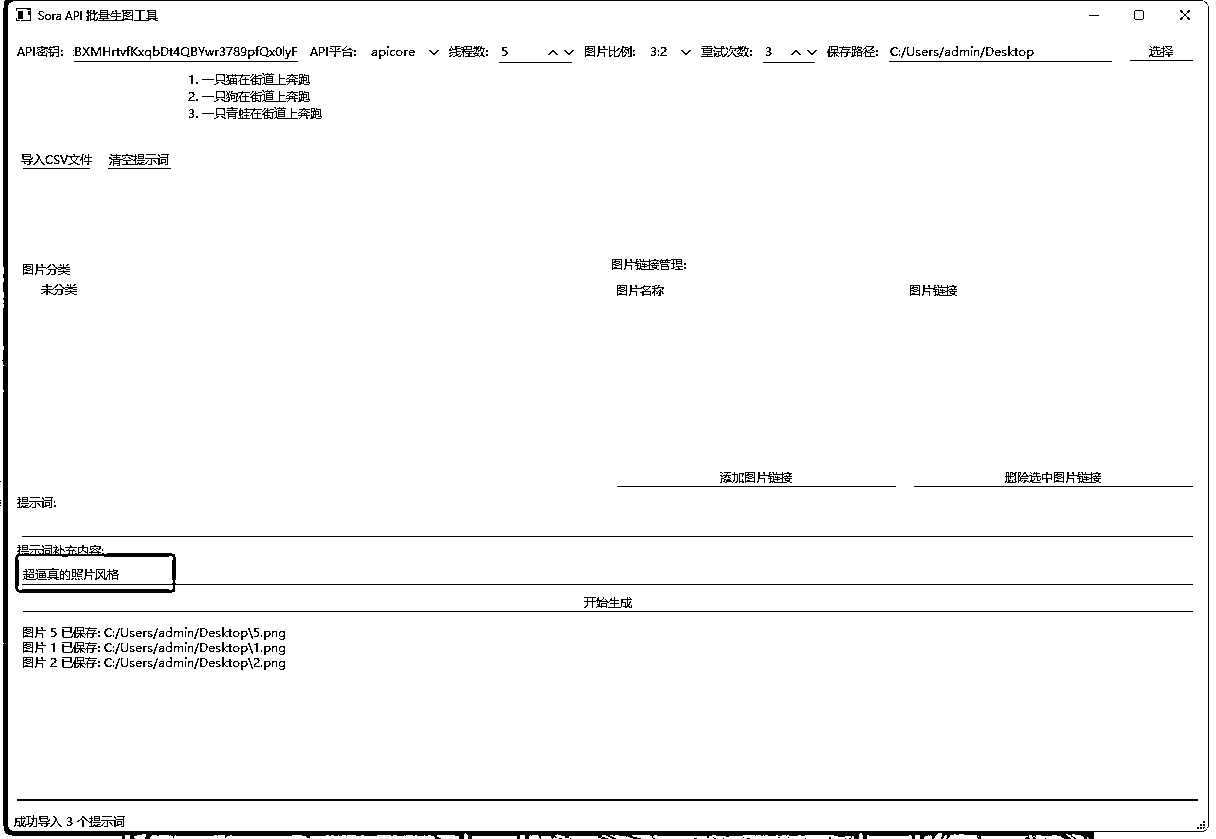 Sora API 批量生图工具
API密钥: BXMHrtvfKxqbDt4QBYwr3789pfQx0lyF API平台: apicore 线程数: 5 图片比例: 3:2 重试次数: 3 保存路径: C:/Users/admin/Desktop 选择
1. 一只猫在街道上奔跑
2. 一只狗在街道上奔跑
3. 一只青蛙在街道上奔跑
导入CSV文件 清空提示词
图片分类
未分类
图片链接管理:
图片名称 图片链接
添加图片链接 删除选中图片链接
提示词:
提示词补充内容:
超逼真的照片风格
开始生成
图片 5 已保存: C:/Users/admin/Desktop\5.png
图片 1 已保存: C:/Users/admin/Desktop\1.png
图片 2 已保存: C:/Users/admin/Desktop\2.png
成功导入 3 个提示词